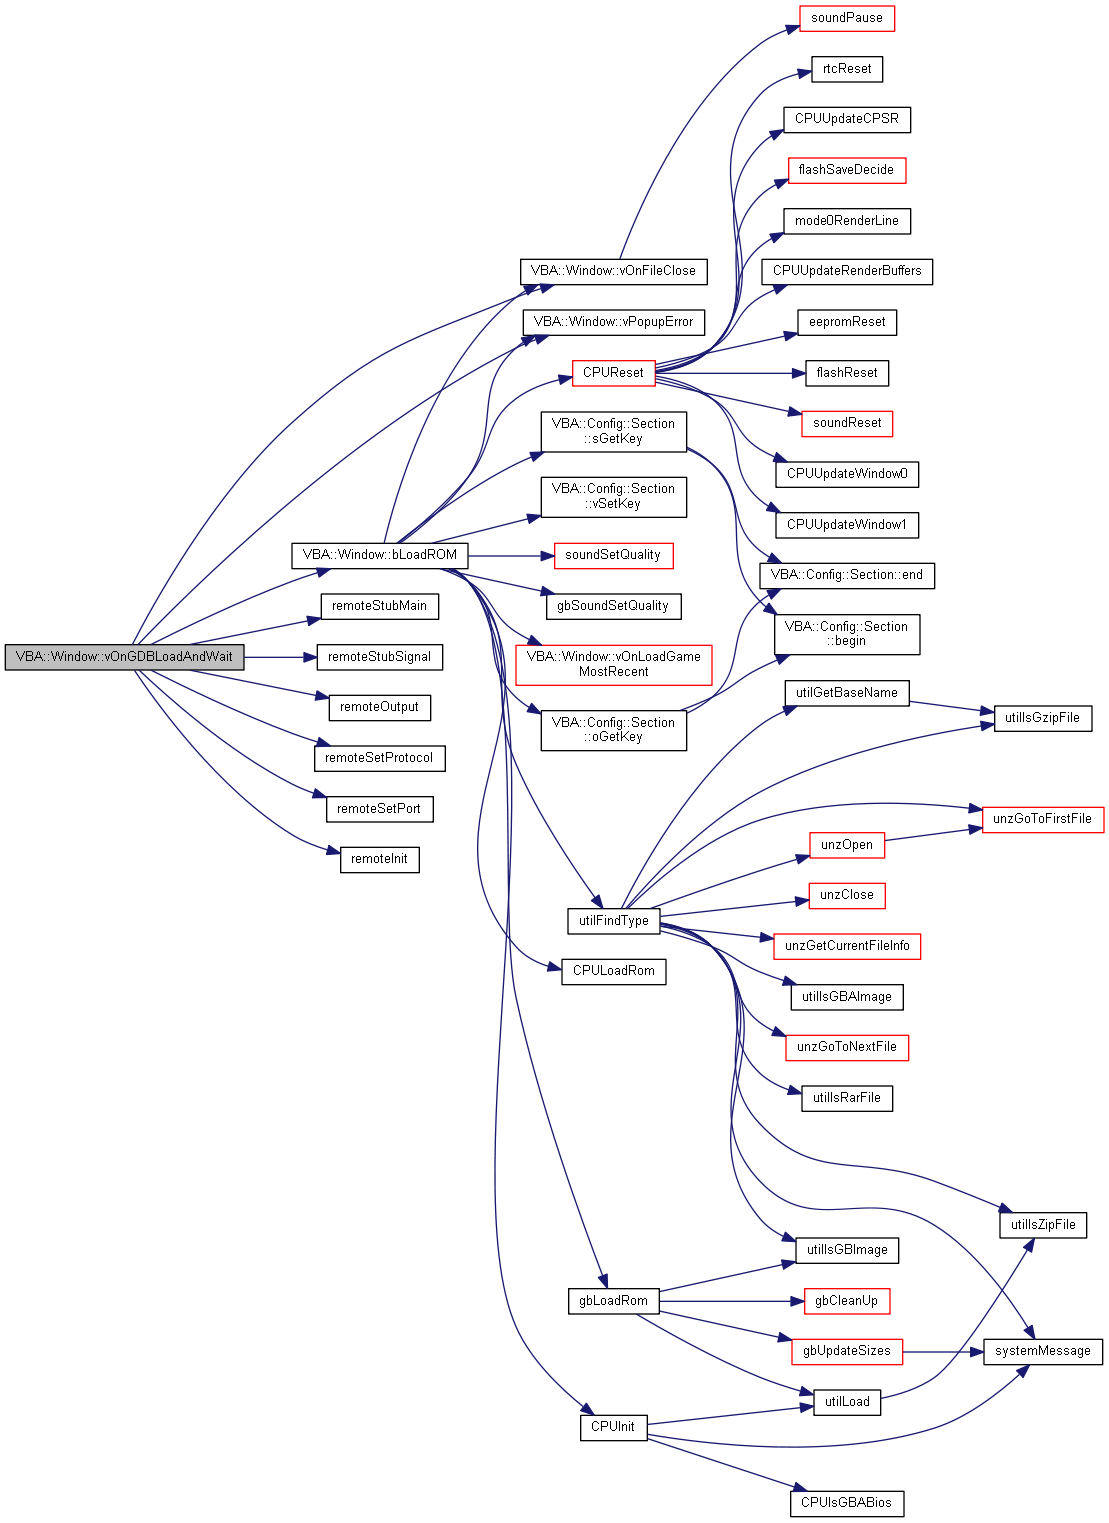 soundPause
rtcReset
CPUUpdateCPSR
flashSaveDecide
mode0RenderLine
VBA::Window::vOnFileClose
CPUUpdateRenderBuffers
VBA::Window::vPopupError
eepromReset
CPUReset
flashReset
soundReset
VBA::Config::Section
::sGetKey
CPUUpdateWindow0
VBA::Config::Section
::vSetKey
CPUUpdateWindow1
VBA::Window::bLoadROM
soundSetQuality
VBA::Config::Section::end
remoteStubMain
gbSoundSetQuality
VBA::Config::Section
::begin
VBA::Window::vOnGDBLoadAndWait
remoteStubSignal
VBA::Window::vOnLoadGame
MostRecent
utilGetBaseName
remoteOutput
utilIsGzipFile
VBA::Config::Section
::oGetKey
remoteSetProtocol
remoteSetPort
unzGoToFirstFile
unzOpen
remoteInit
unzClose
utilFindType
unzGetCurrentFileInfo
CPULoadRom
utilIsGBAImage
unzGoToNextFile
utilIsRarFile
utilIsZipFile
utilIsGBImage
gbLoadRom
gbCleanUp
gbUpdateSizes
systemMessage
utilLoad
CPUInit
CPUIsGBABios